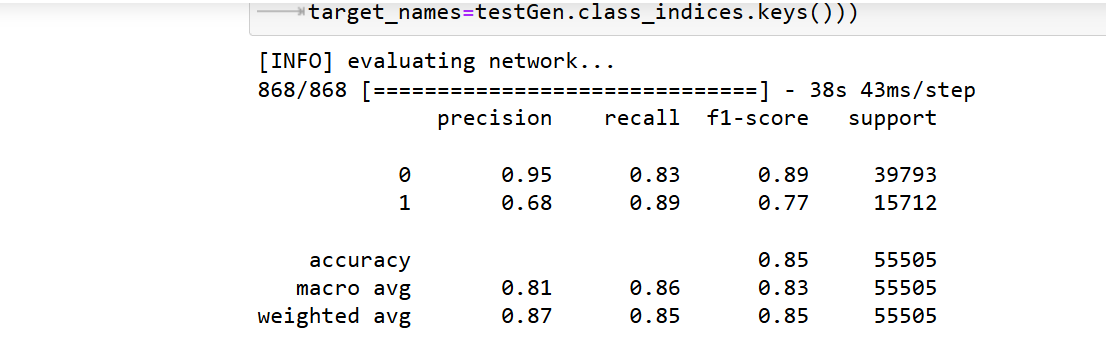 target_names=testGen.class_indices.keys()))
[INFO] evaluating network...
868/868 [==============================] - 38s 43ms/step
precision recall f1-score support
0 0.95 0.83 0.89 39793
1 0.68 0.89 0.77 15712
accuracy 0.85 55505
macro avg 0.81 0.86 0.83 55505
weighted avg 0.87 0.85 0.85 55505